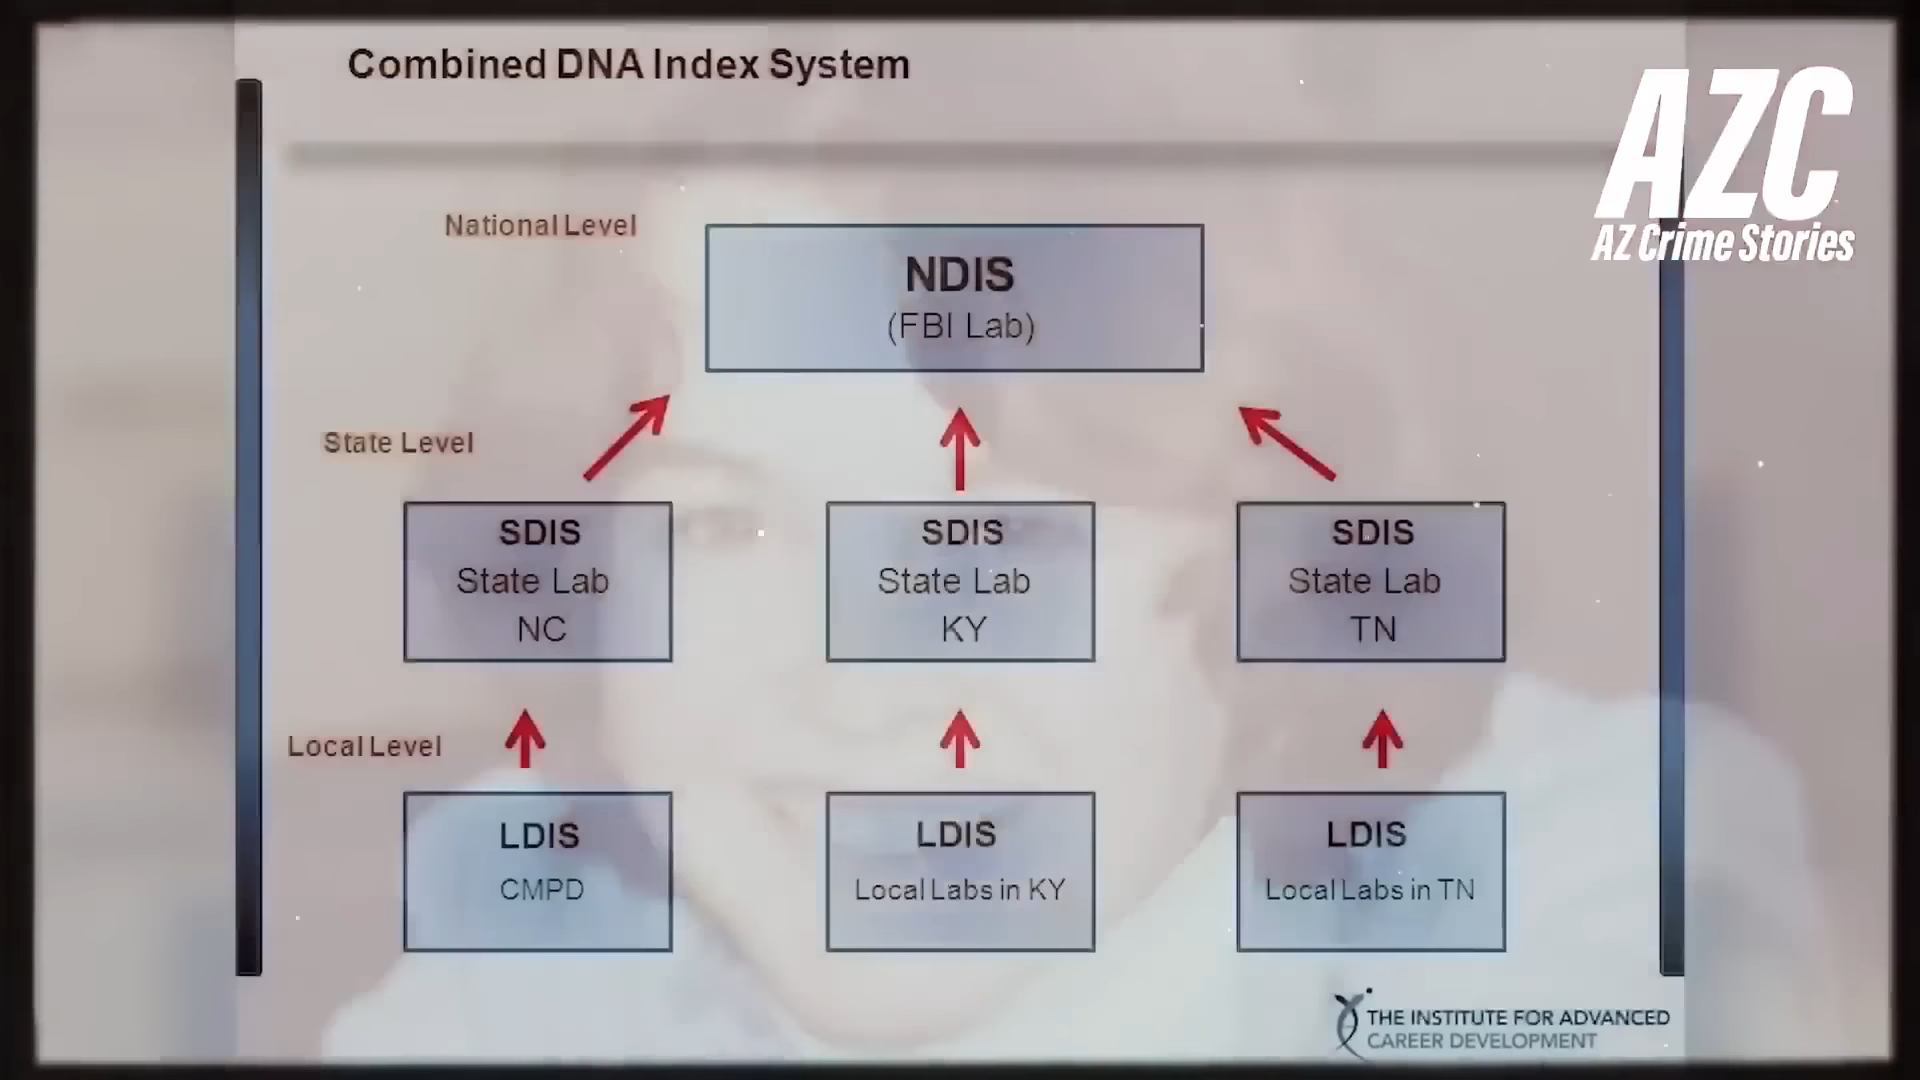 Combined DNA Index System
AZC
AZ Crime Stories
National Level
NDIS
(FBI Lab)
State Level
SDIS
State Lab
NC
SDIS
State Lab
KY
SDIS
State Lab
TN
Local Level
LDIS
CMPD
LDIS
Local Labs in KY
LDIS
Local Labs in TN
THE INSTITUTE FOR ADVANCED
CAREER DEVELOPMENT